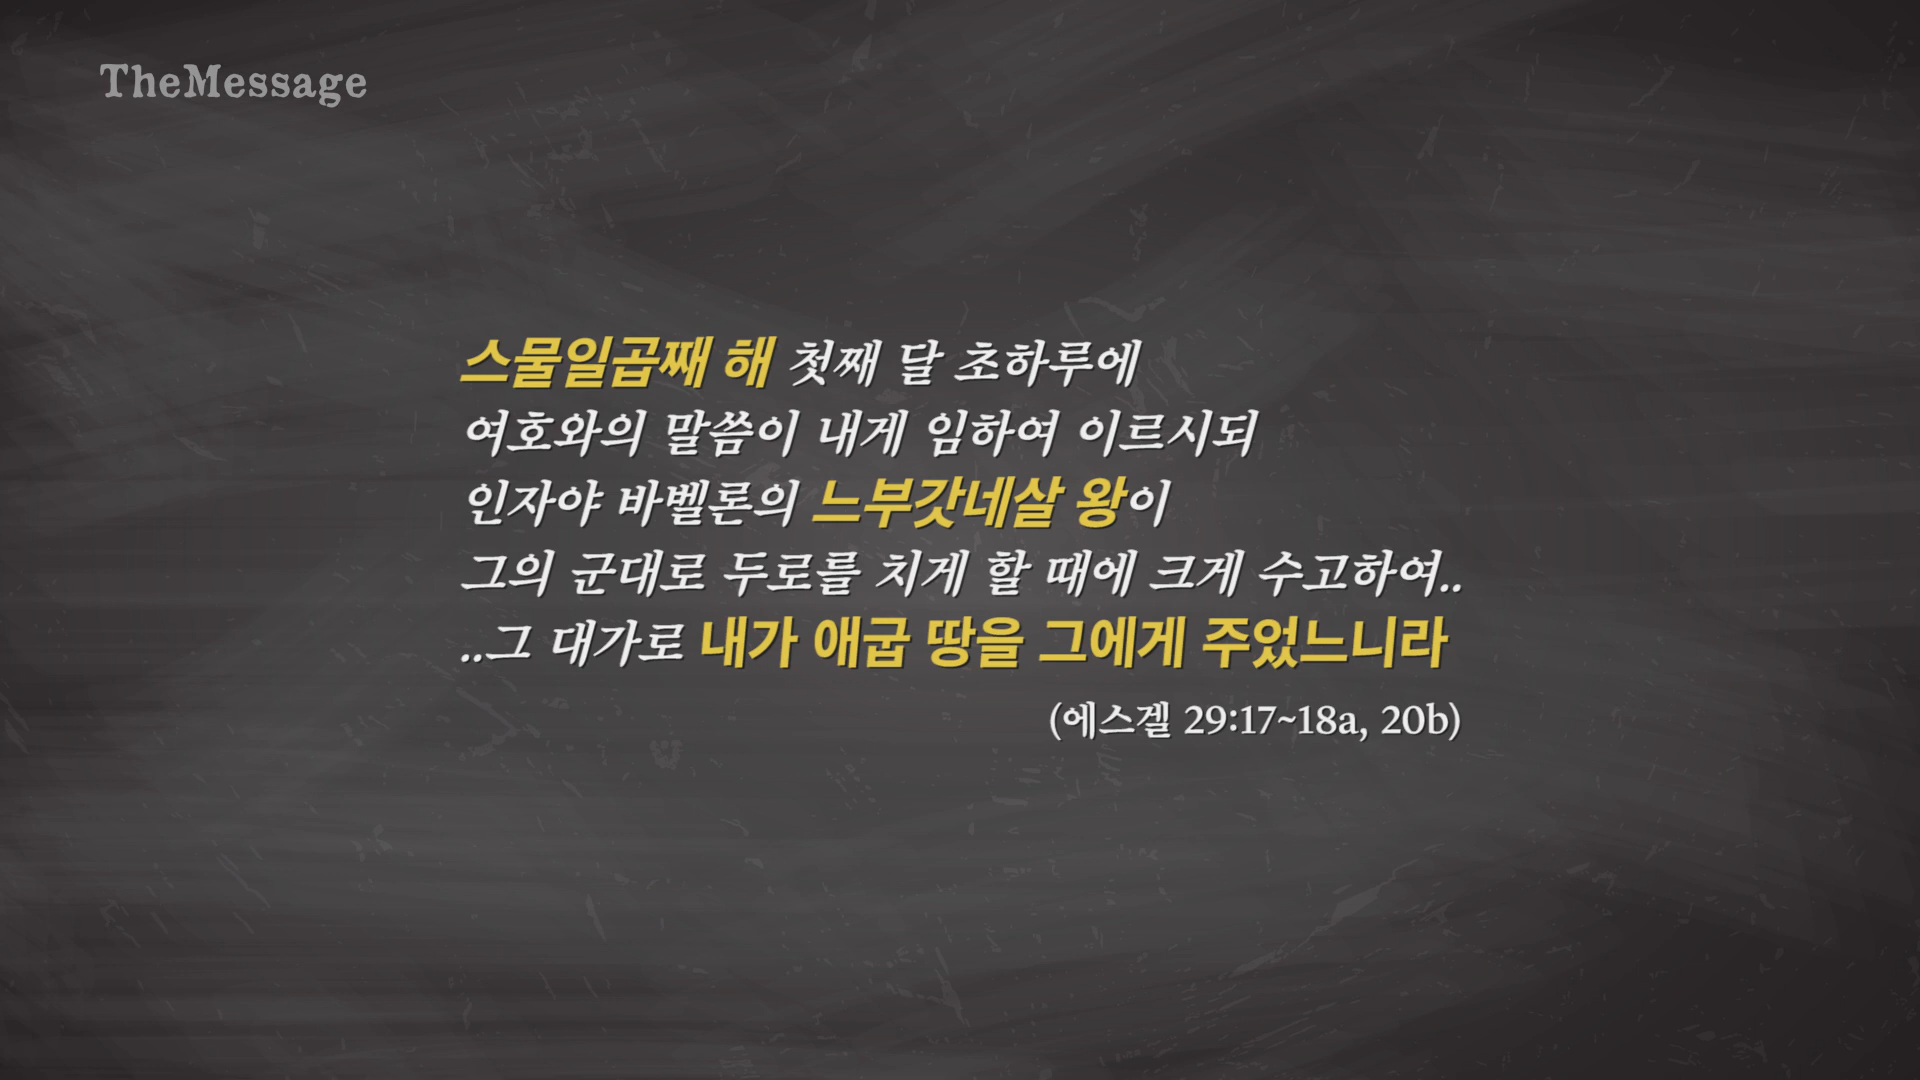 TheMessage
스물일곱째 해 첫째 달 초하루에
여호와의 말씀이 내게 임하여 이르시되
인자야 바벨론의 느부갓네살 왕이
그의 군대로 두로를 치게 할 때에 크게 수고하여..
..그 대가로 내가 애굽 땅을 그에게 주었느니라
(에스겔 29:17~18a, 20b)